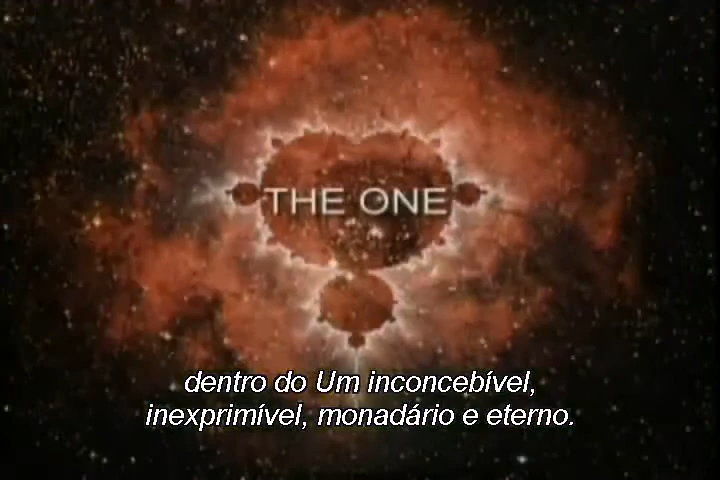 THE ONE
dentro do Um inconcebível,
inexprimível, monadário e eterno.